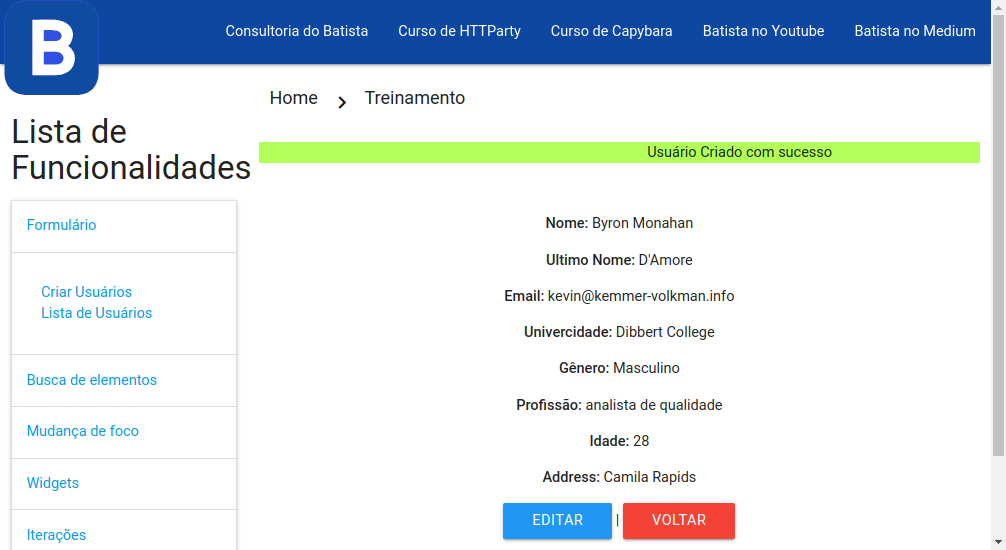 B
Consultoria do Batista
Curso de HTTParty
Curso de Capybara
Batista no Youtube
Batista no Medium
Home
Treinamento
Lista de
Funcionalidades
Usuário Criado com sucesso
Formulário
Criar Usuários
Lista de Usuários
Busca de elementos
Mudança de foco
Widgets
Iterações
Nome: Byron Monahan
Ultimo Nome: D'Amore
Email: kevin@kemmer-volkman.info
Univercidade: Dibbert College
Gênero: Masculino
Profissão: analista de qualidade
Idade: 28
Address: Camila Rapids
EDITAR | VOLTAR